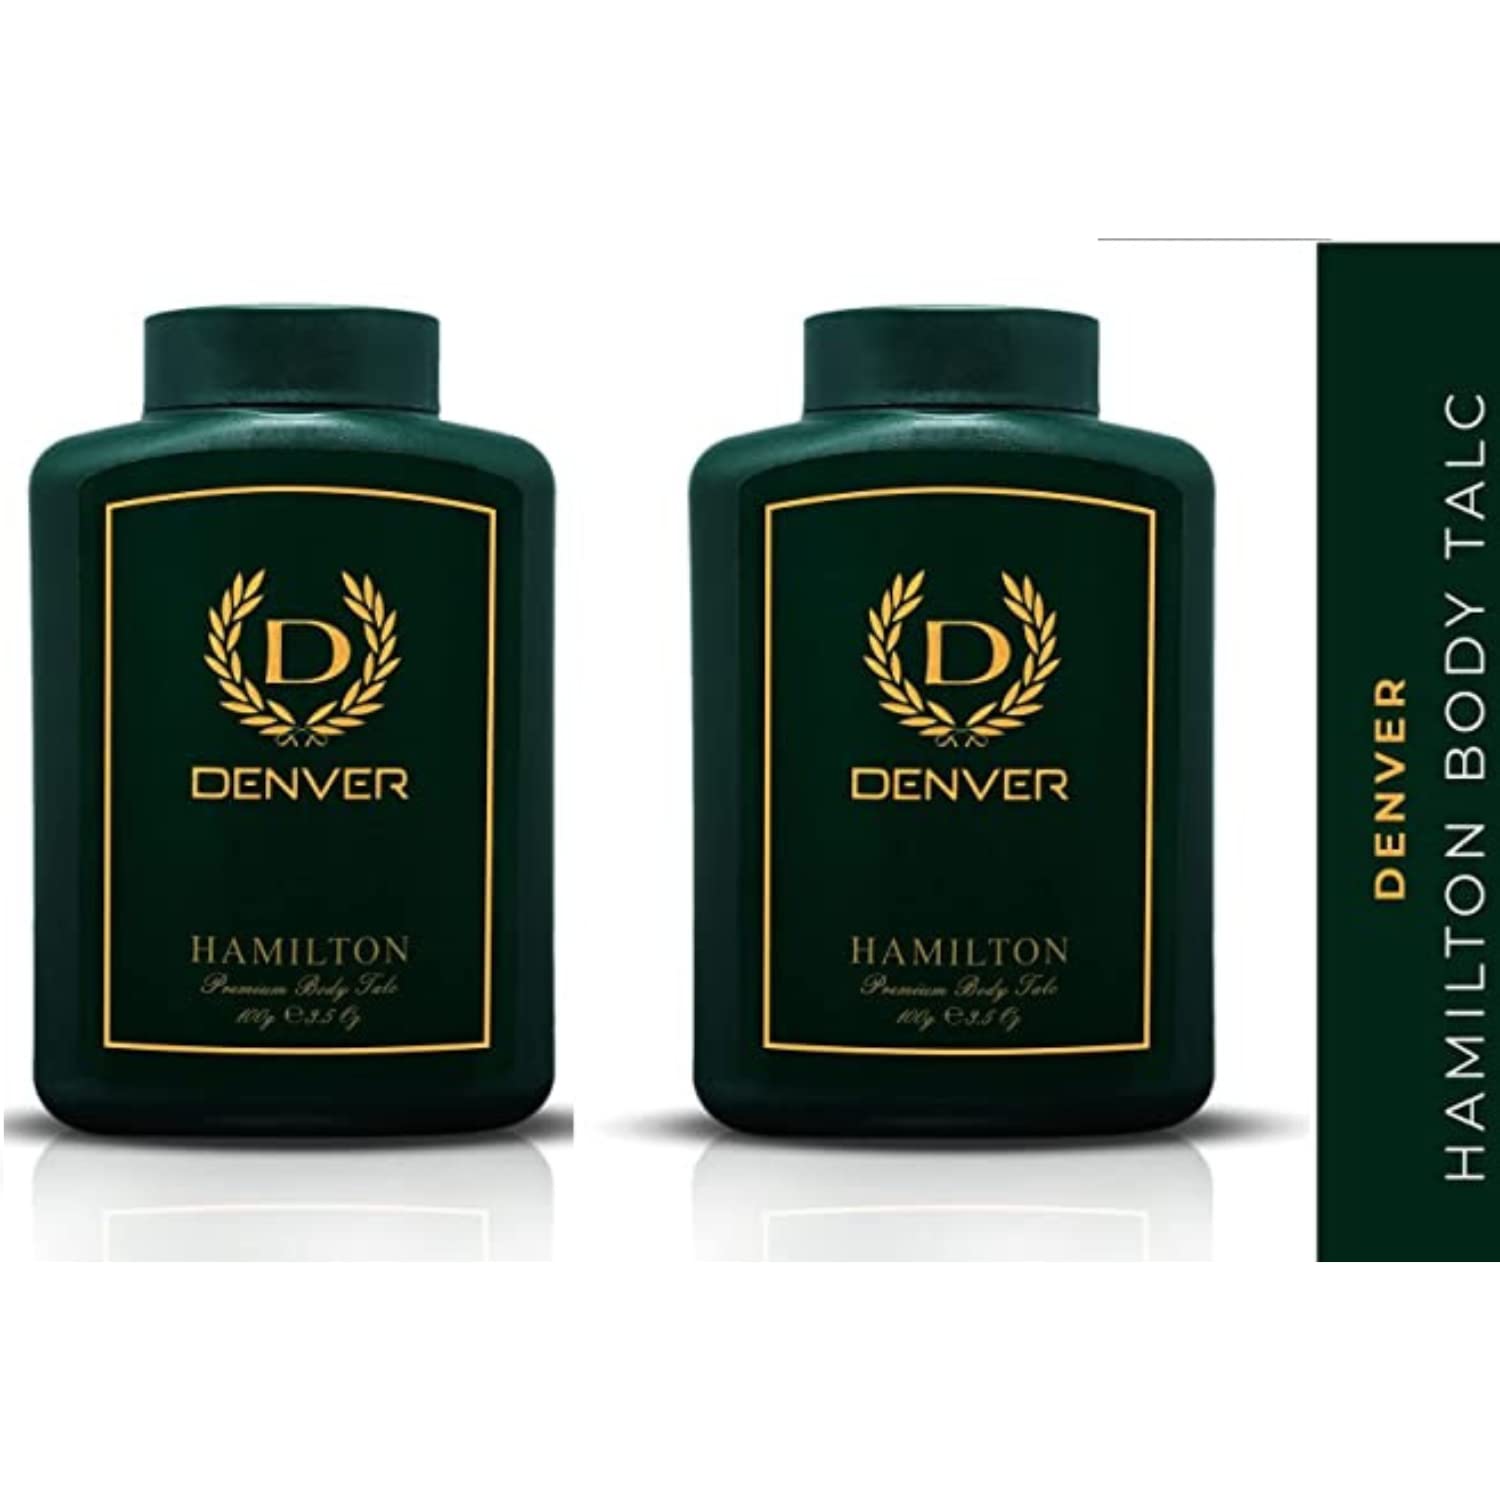 D
DENVER
HAMILTON
Premium Body Talc
100g ℮ 3.5 Oz
D
DENVER
HAMILTON
Premium Body Talc
100g ℮ 3.5 Oz
DENVER
HAMILTON BODY TALC